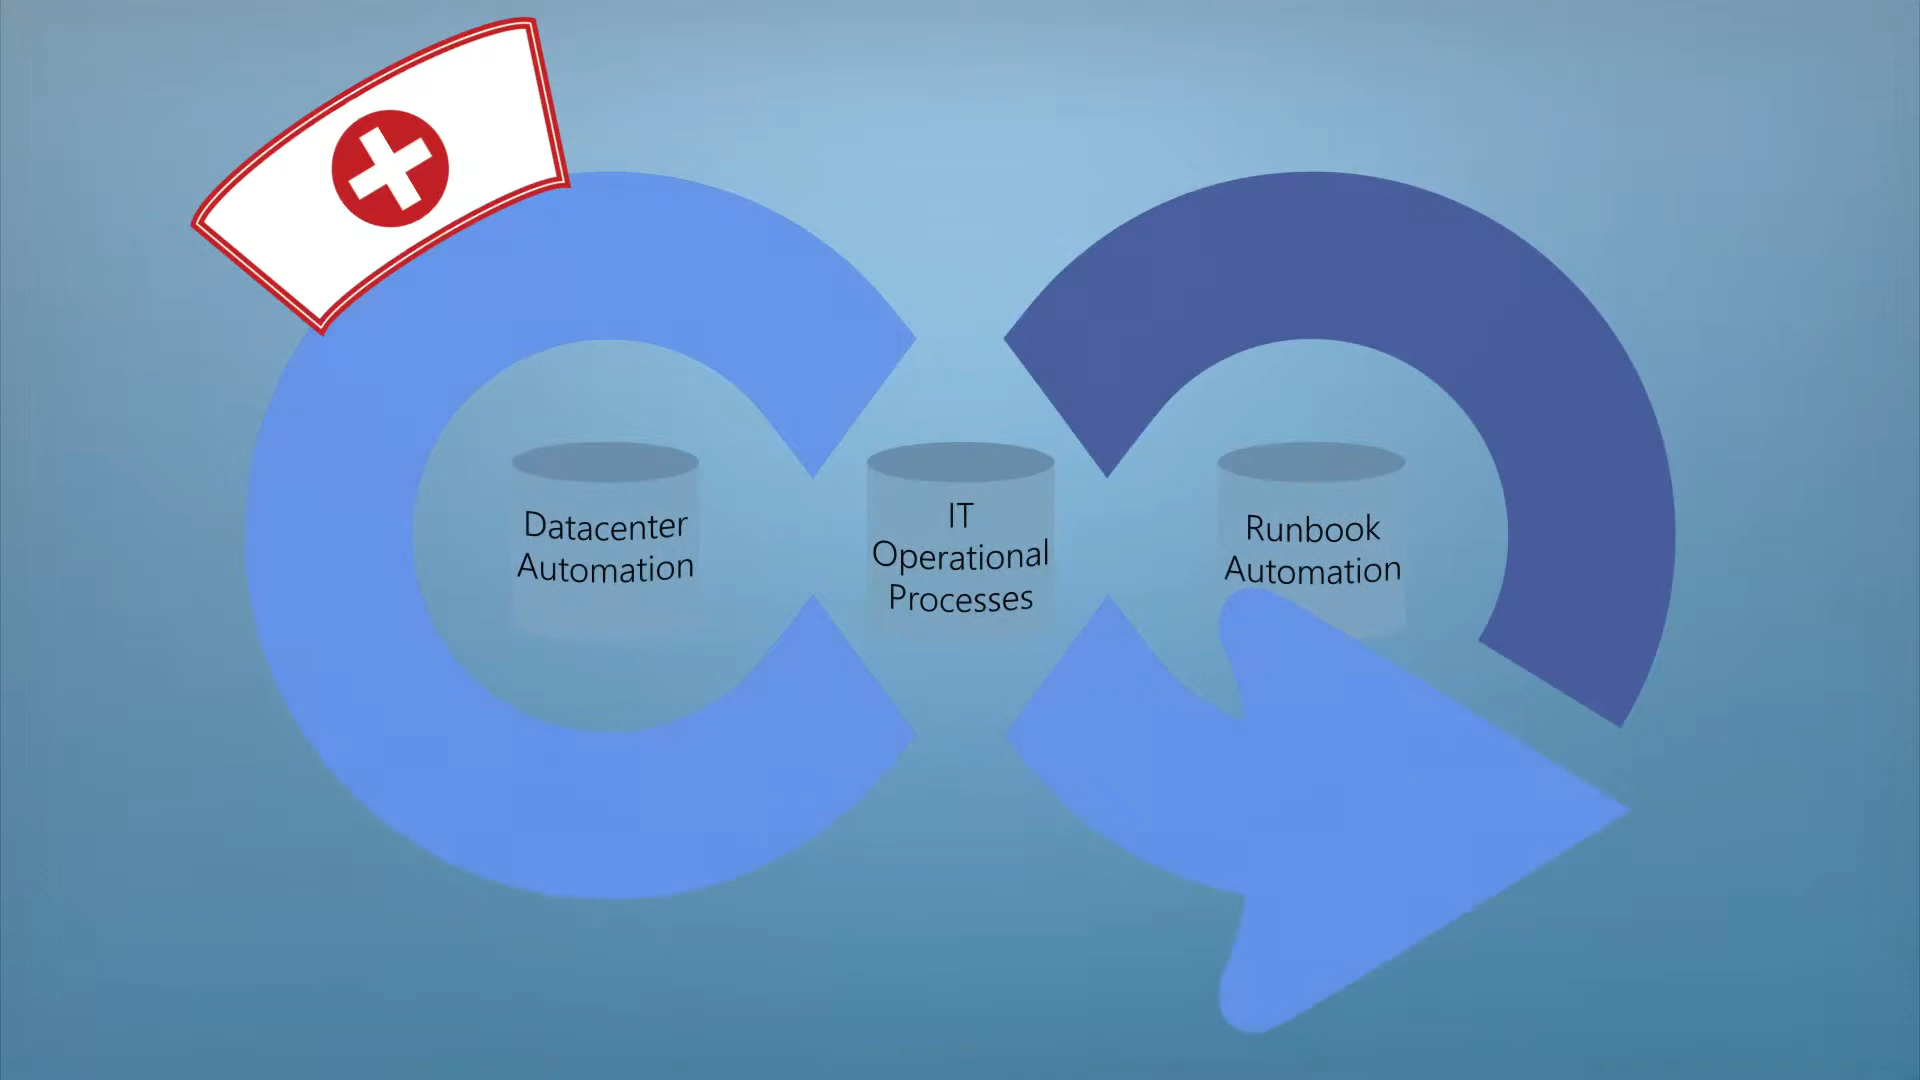 Datacenter
Automation
IT
Operational
Processes
Runbook
Automation